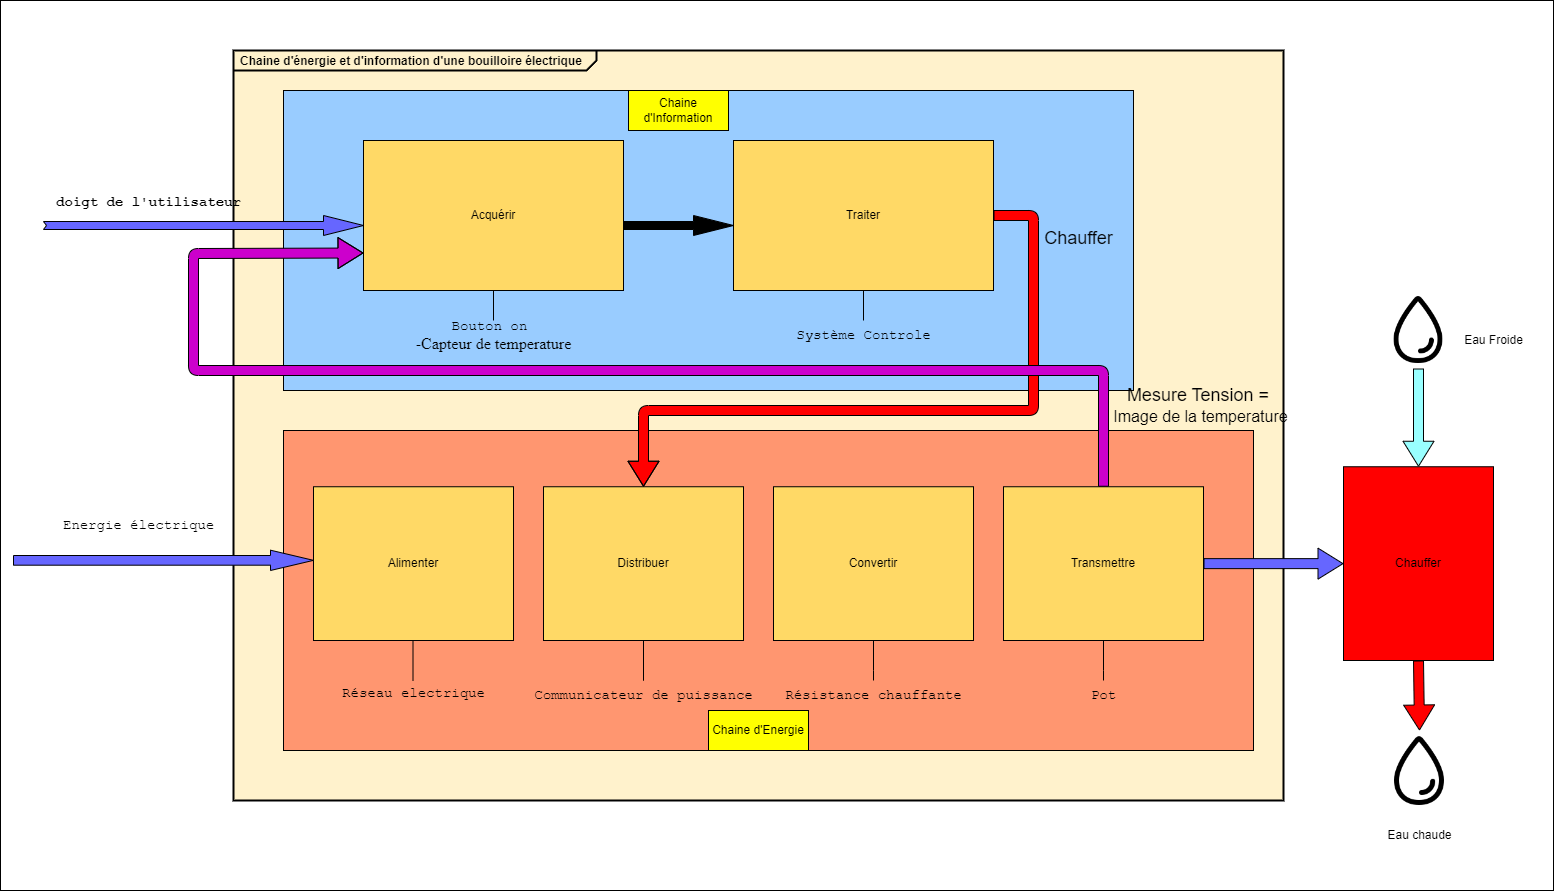 Chaine d'énergie et d'information d'une bouilloire électrique
Chaine
d'Information
doigt de l'utilisateur
Acquérir
Traiter
Chauffer
Bouton on
-Capteur de temperature
Système Controle
Eau Froide
Mesure Tension =
Image de la temperature
Energie électrique
Alimenter
Distribuer
Convertir
Transmettre
Chauffer
Réseau electrique
Communicateur de puissance
Résistance chauffante
Pot
Chaine d'Energie
Eau chaude